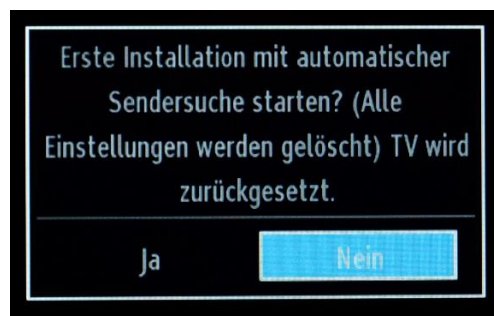 Erste Installation mit automatischer
Sendersuche starten? (Alle
Einstellungen werden gelöscht) TV wird
zurückgesetzt.
Ja
Nein